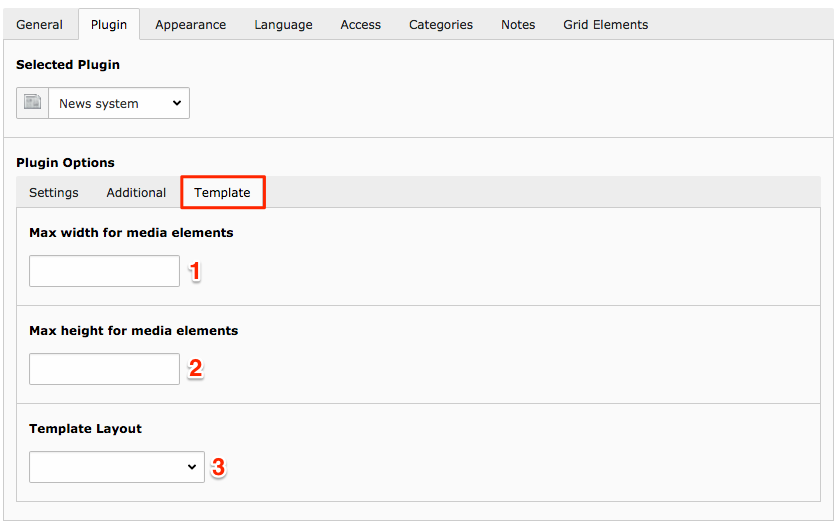 General Plugin Appearance Language Access Categories Notes Grid Elements
Selected Plugin
News system
Plugin Options
Settings Additional Template
Max width for media elements
1
Max height for media elements
2
Template Layout
3